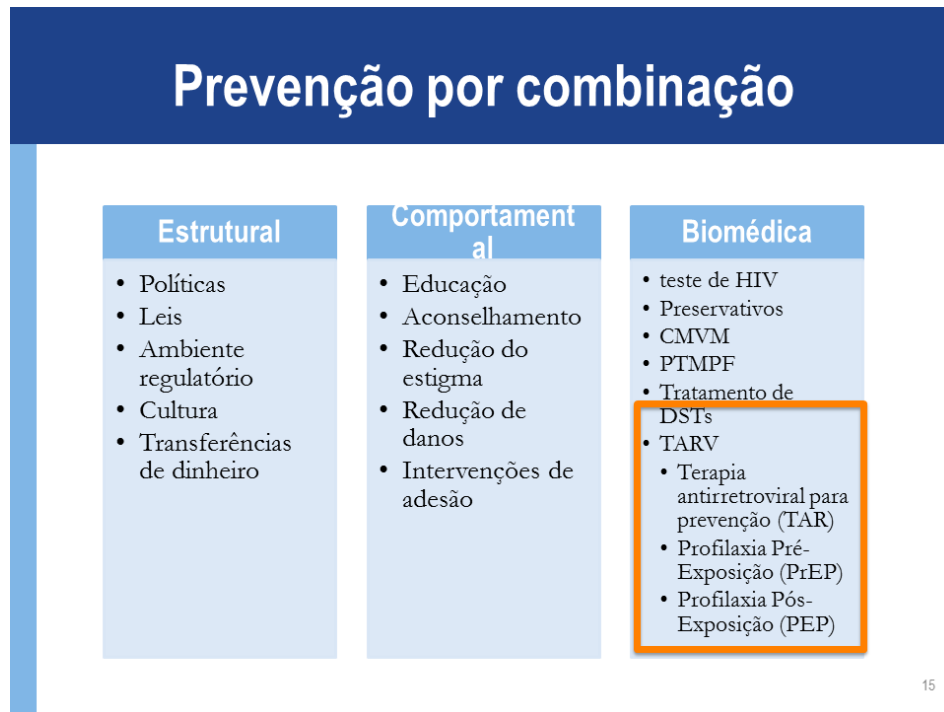 Prevenção por combinação
Estrutural
• Políticas
• Leis
• Ambiente
regulatório
• Cultura
• Transferências
de dinheiro
Comportament
al
• Educação
• Aconselhamento
• Redução do
estigma
• Redução de
danos
• Intervenções de
adesão
Biomédica
• teste de HIV
• Preservativos
• CMVM
• PTMPF
• Tratamento de
DSTs
• TARV
• Terapia
antirretroviral para
prevenção (TAR)
• Profilaxia Pré-
Exposição (PrEP)
• Profilaxia Pós-
Exposição (PEP)
15